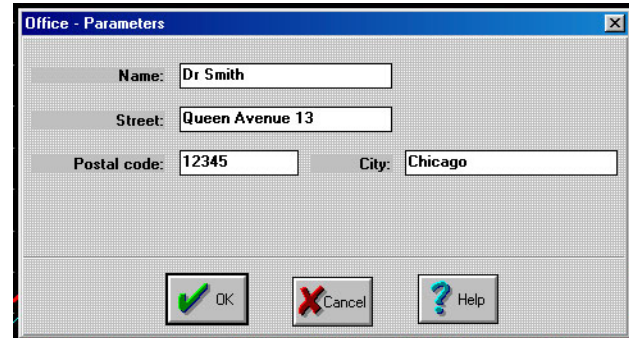 Office - Parameters
Name: Dr Smith
Street: Queen Avenue 13
Postal code: 12345 City: Chicago
OK Cancel Help